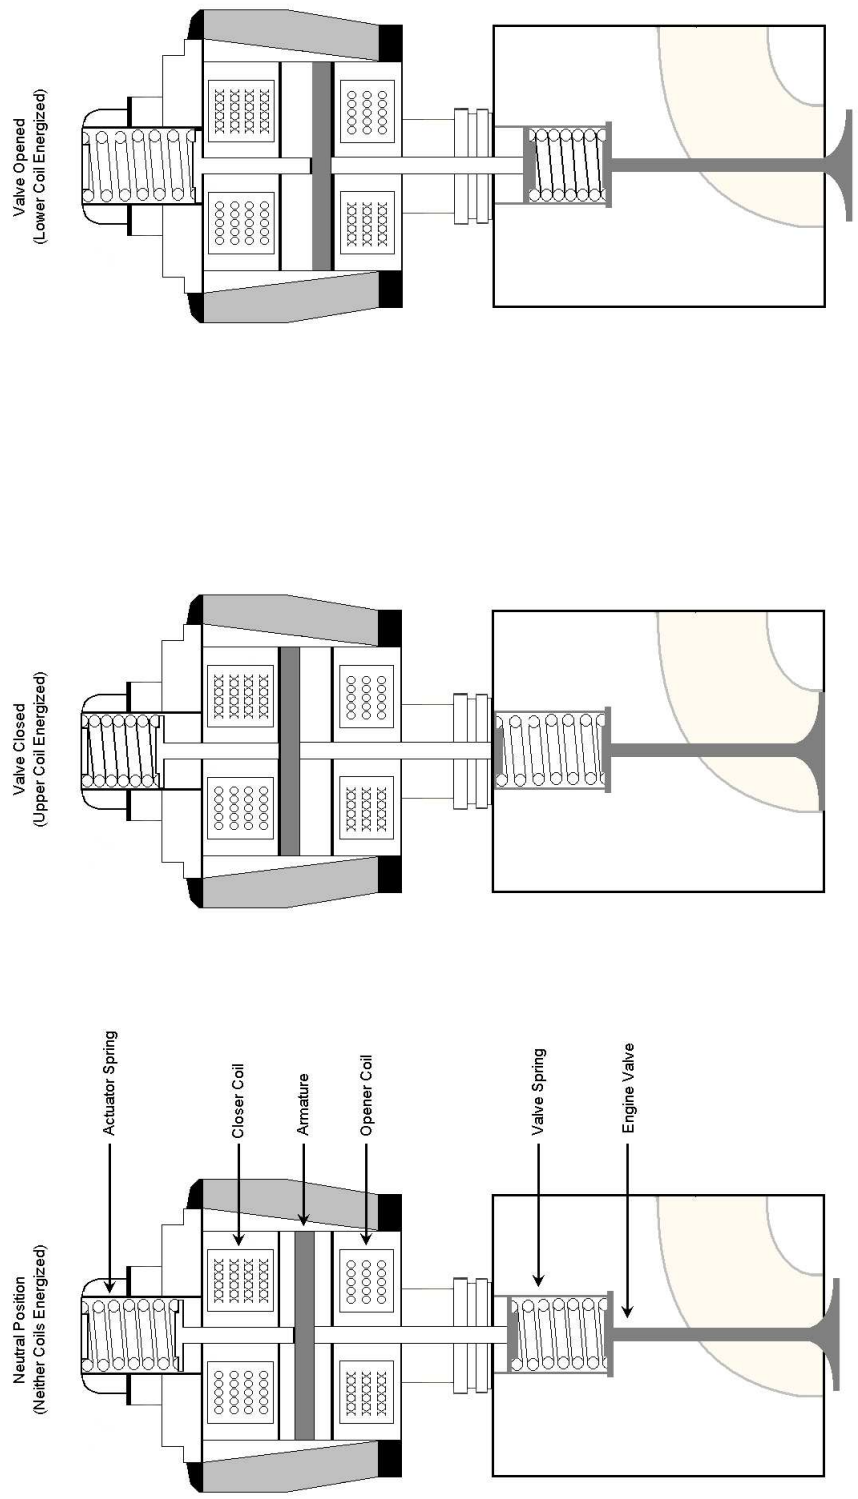 Neutral Position
(Neither Coils Energized)
Actuator Spring
Closer Coil
Armature
Opener Coil
Valve Spring
Engine Valve
Valve Closed
(Upper Coil Energized)
Valve Opened
(Lower Coil Energized)